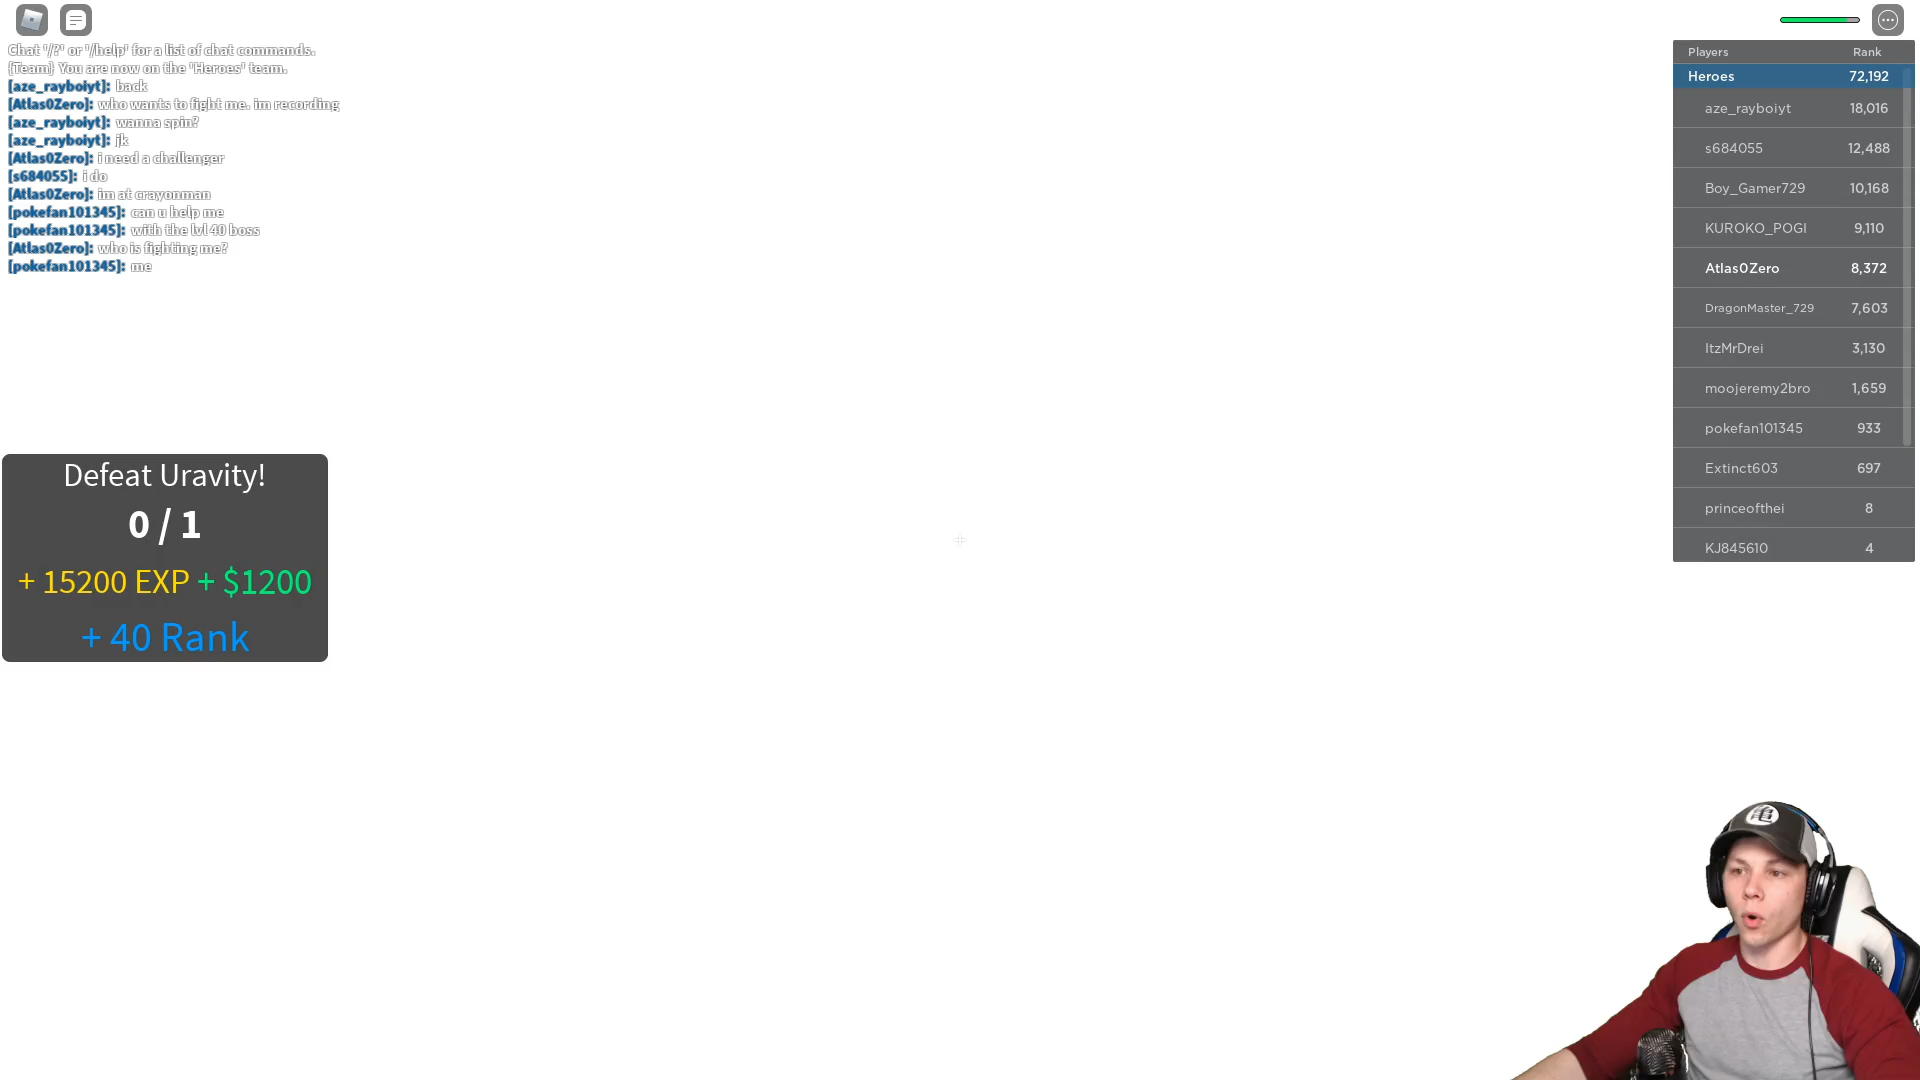 Chat '/?' or '/help' for a list of chat commands.
{Team} You are now on the 'Heroes' team.
[aze_rayboiyt]: back
[Atlas0Zero]: who wants to fight me. im recording
[aze_rayboiyt]: wanna spin?
[aze_rayboiyt]: jk
[Atlas0Zero]: i need a challenger
[s684055]: i do
[Atlas0Zero]: im at crayonman
[pokefan101345]: can u help me
[pokefan101345]: with the lvl 40 boss
[Atlas0Zero]: who is fighting me?
[pokefan101345]: me
Defeat Uravity!
0 / 1
+ 15200 EXP + $1200
+ 40 Rank
Players Rank
Heroes 72,192
aze_rayboiyt 18,016
s684055 12,488
Boy_Gamer729 10,168
KUROKO_POGI 9,110
Atlas0Zero 8,372
DragonMaster_729 7,603
ItzMrDrei 3,130
moojeremy2bro 1,659
pokefan101345 933
Extinct603 697
princeofthei 8
KJ845610 4
亀